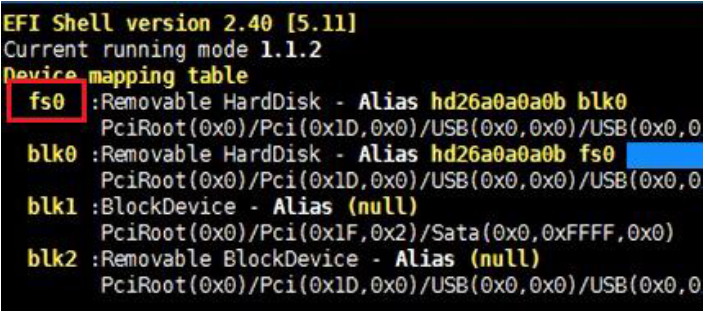 EFI Shell version 2.40 [5.11]
Current running mode 1.1.2
Device mapping table
fs0 :Removable HardDisk - Alias hd26a0a0a0b blk0
PciRoot(0x0)/Pci(0x1D,0x0)/USB(0x0,0x0)/USB(0x0,0
blk0 :Removable HardDisk - Alias hd26a0a0a0b fs0
PciRoot(0x0)/Pci(0x1D,0x0)/USB(0x0,0x0)/USB(0x0,0
blk1 :BlockDevice - Alias (null)
PciRoot(0x0)/Pci(0x1F,0x2)/Sata(0x0,0xFFFF,0x0)
blk2 :Removable BlockDevice - Alias (null)
PciRoot(0x0)/Pci(0x1D,0x0)/USB(0x0,0x0)/USB(0x0,0